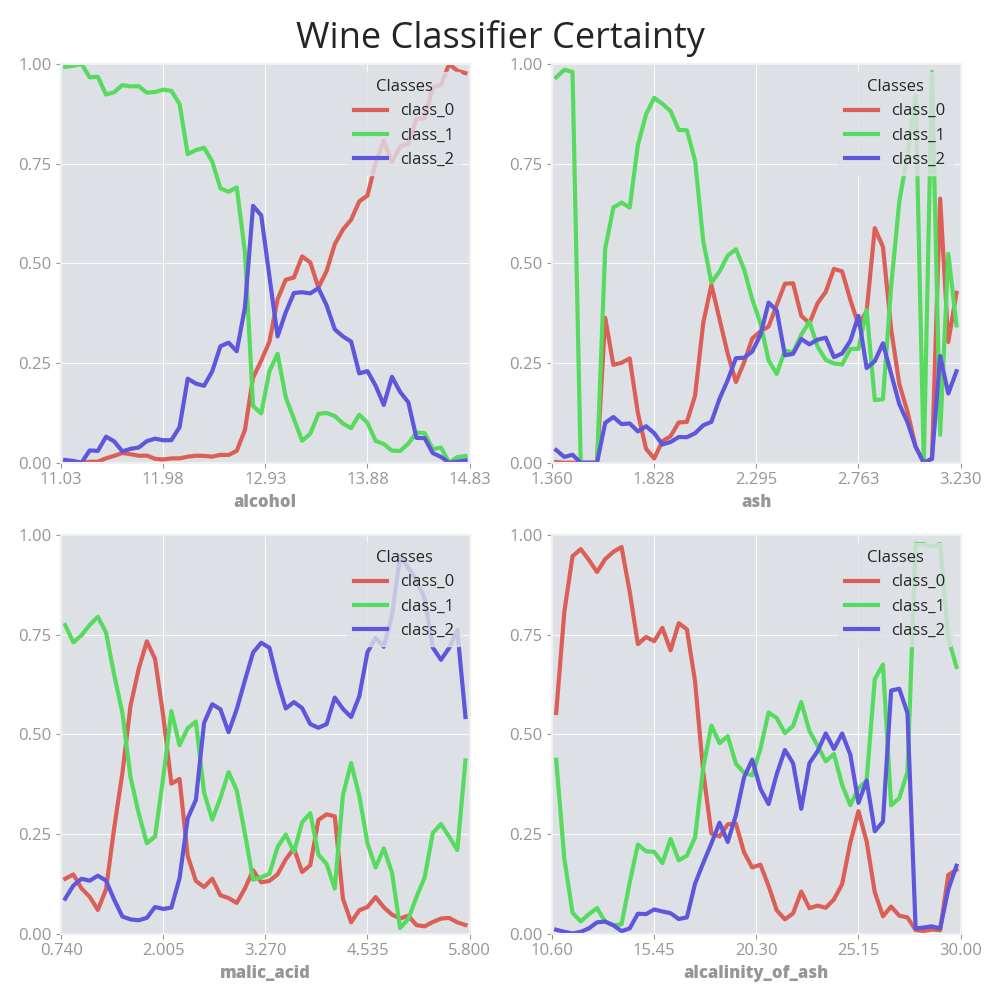 Wine Classifier Certainty
1.00
0.75
0.50
0.25
0.00
11.03 11.98 12.93 13.88 14.83
alcohol
Classes
class_0
class_1
class_2
1.00
0.75
0.50
0.25
0.00
1.360 1.828 2.295 2.763 3.230
ash
Classes
class_0
class_1
class_2
1.00
0.75
0.50
0.25
0.00
0.740 2.005 3.270 4.535 5.800
malic_acid
Classes
class_0
class_1
class_2
1.00
0.75
0.50
0.25
0.00
10.60 15.45 20.30 25.15 30.00
alcalinity_of_ash
Classes
class_0
class_1
class_2